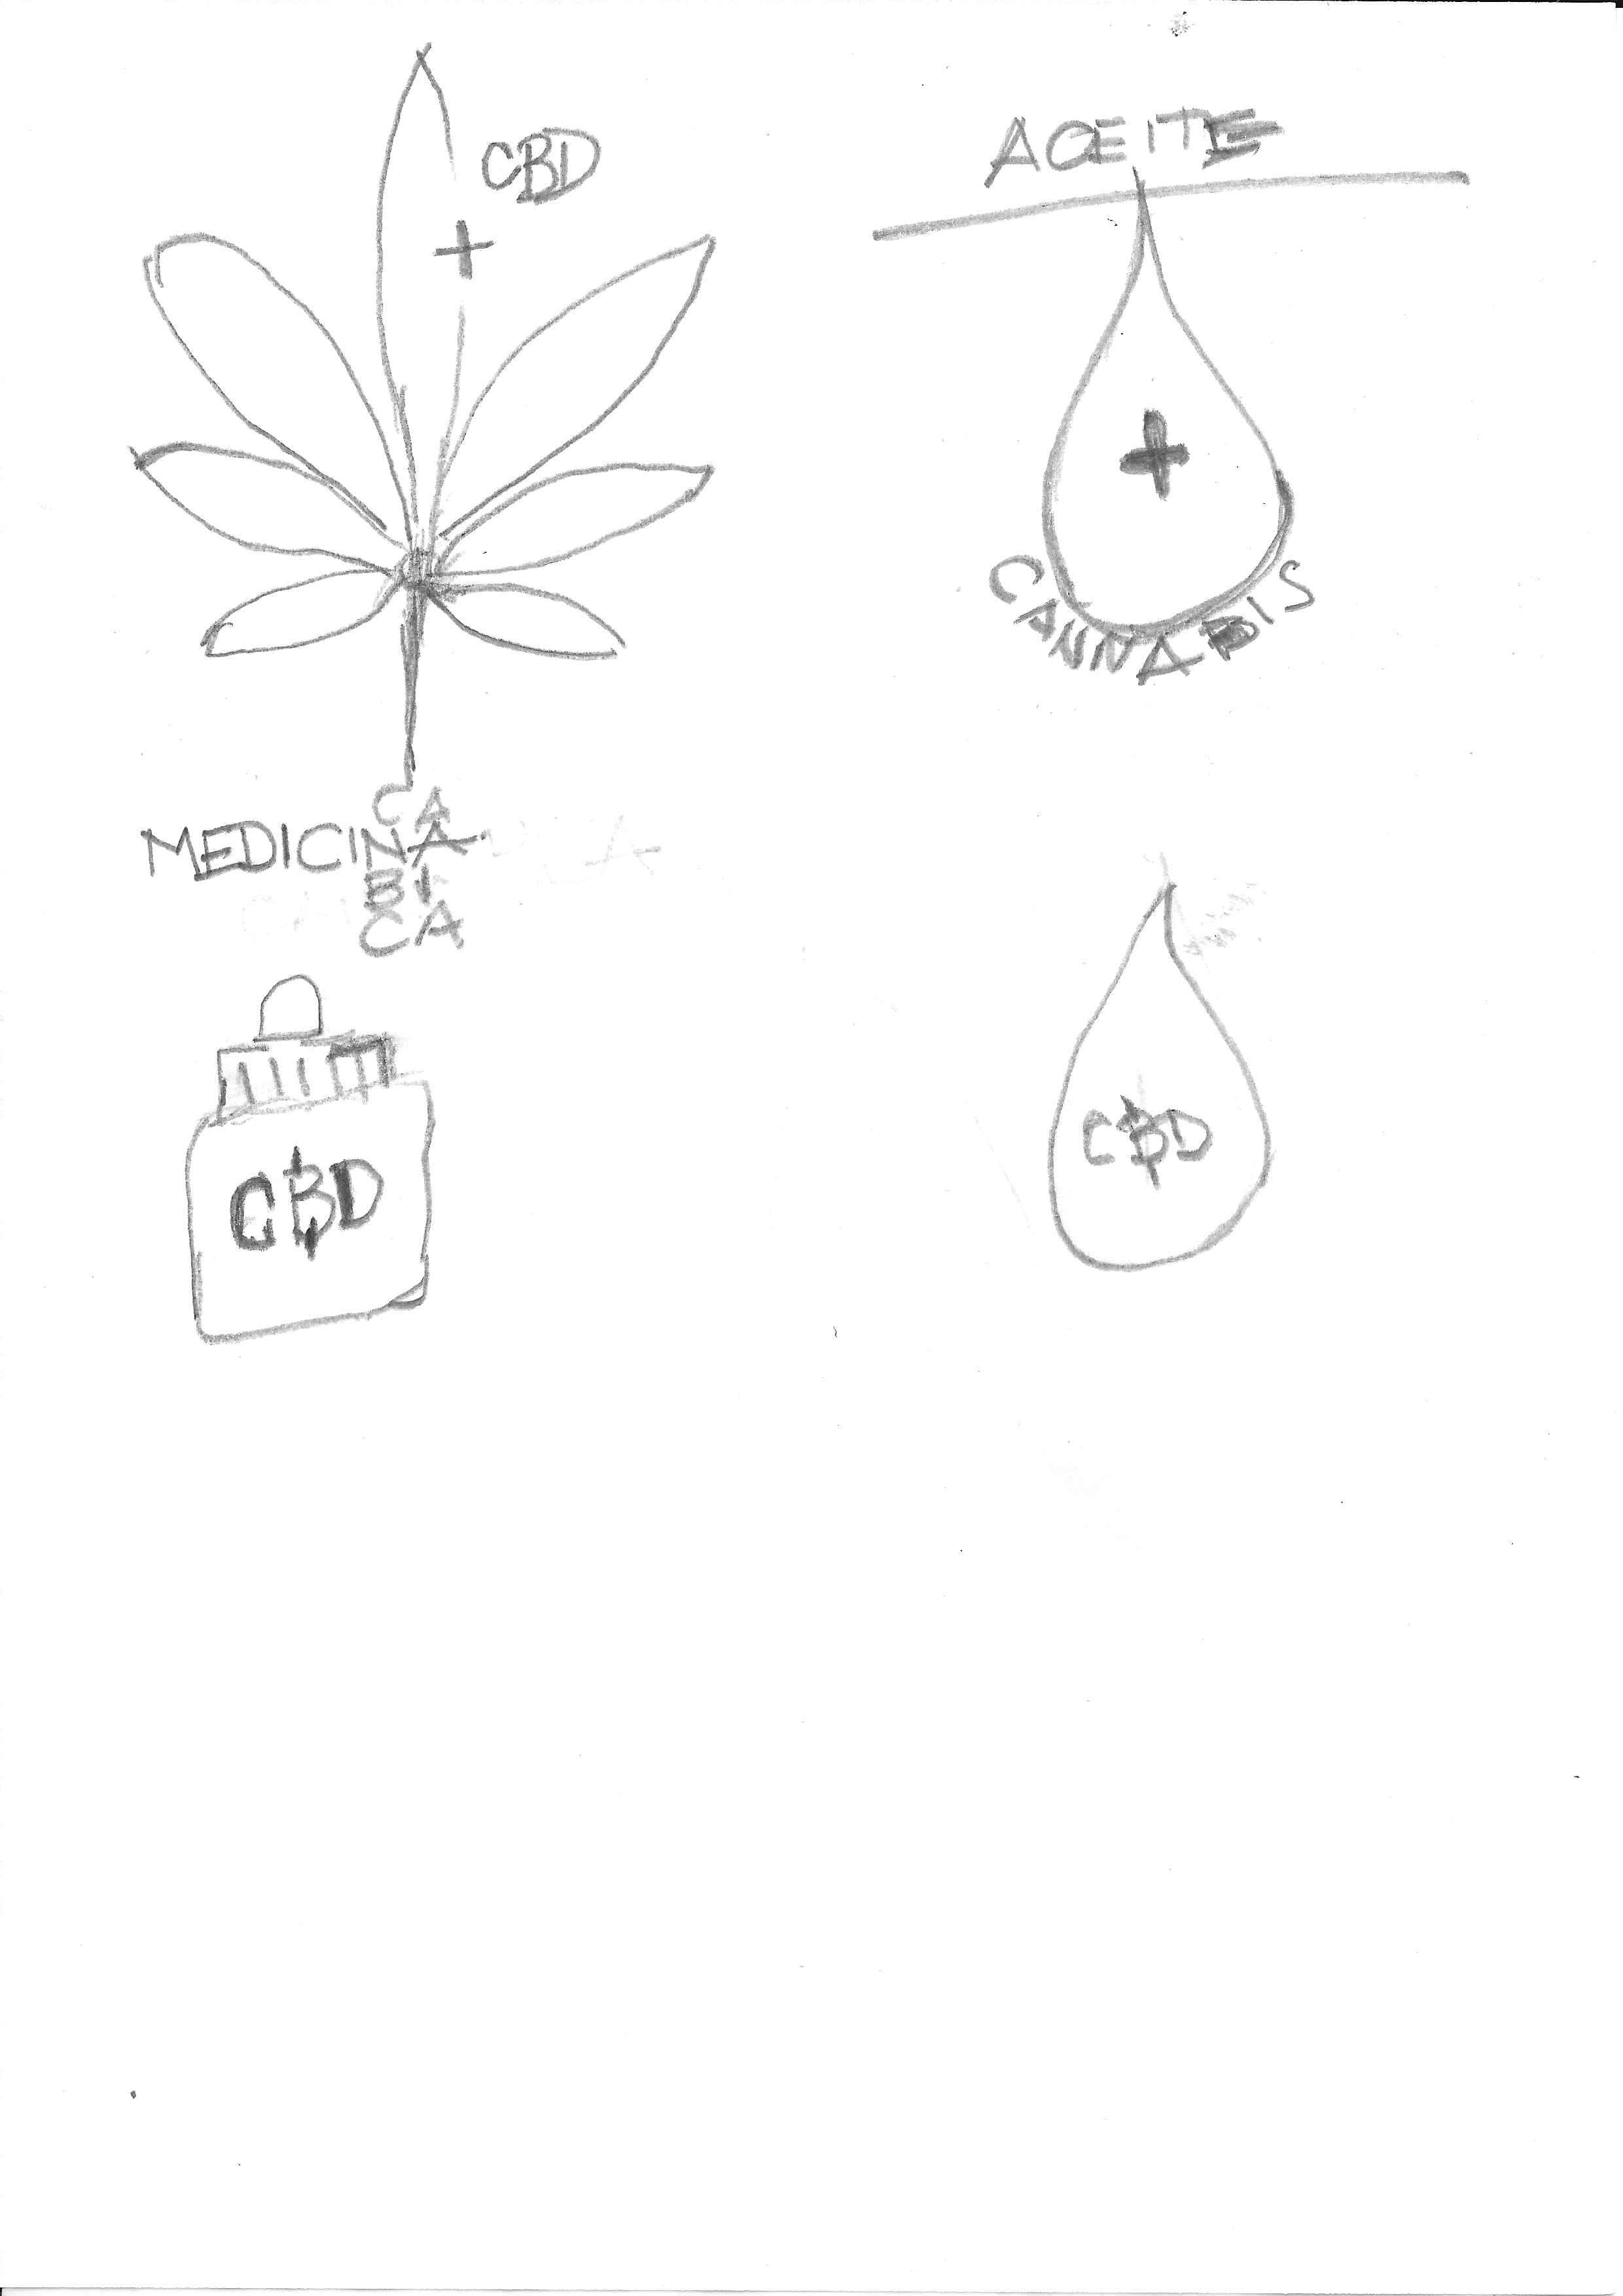 CBD
+
ACEITE
+
CANNABIS
CA
MEDICINA
BI
CA
CBD
CBD